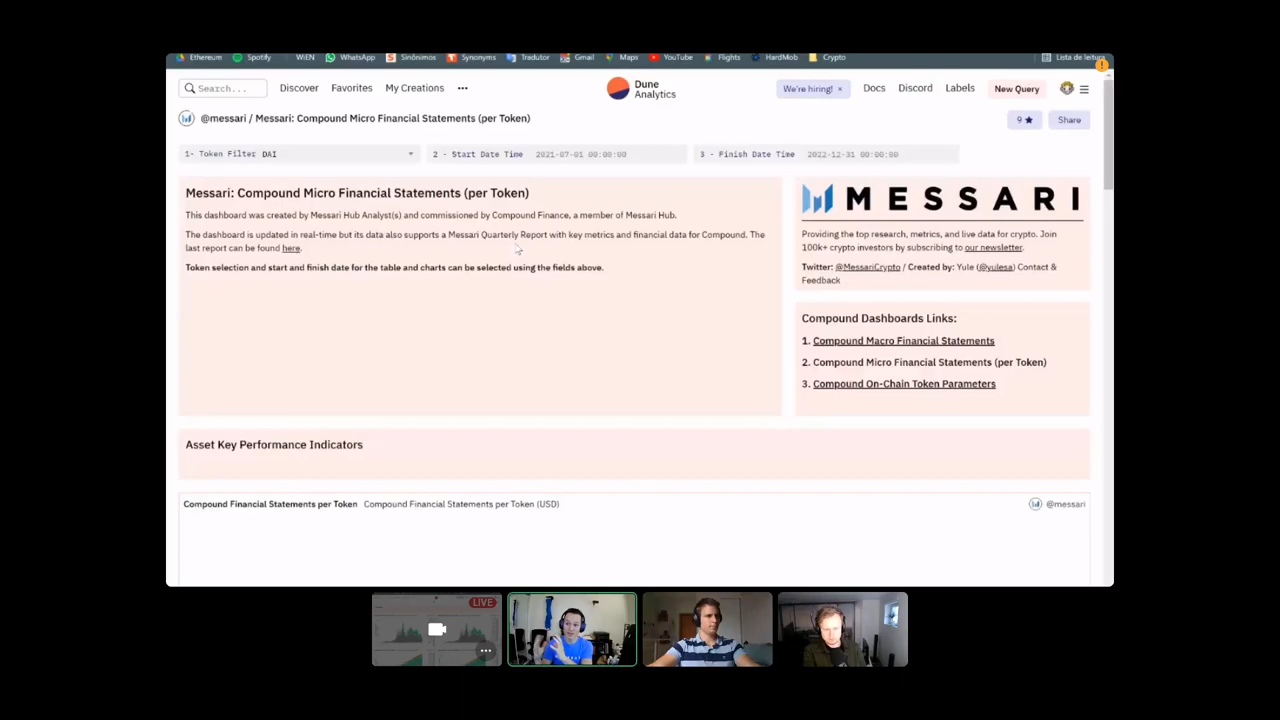 Ethereum Spotify WiEN WhatsApp Sinônimos Synonyms Tradutor Gmail Maps YouTube Flights HardMob Crypto Lista de leitura
Search... Discover Favorites My Creations ••• Dune Analytics We're hiring! × Docs Discord Labels New Query
@messari / Messari: Compound Micro Financial Statements (per Token) 9 ★ Share
1- Token Filter DAI 2 - Start Date Time 2021-07-01 00:00:00 3 - Finish Date Time 2022-12-31 00:00:00
Messari: Compound Micro Financial Statements (per Token)
This dashboard was created by Messari Hub Analyst(s) and commissioned by Compound Finance, a member of Messari Hub.
The dashboard is updated in real-time but its data also supports a Messari Quarterly Report with key metrics and financial data for Compound. The
last report can be found here.
Token selection and start and finish date for the table and charts can be selected using the fields above.
MESSARI
Providing the top research, metrics, and live data for crypto. Join
100k+ crypto investors by subscribing to our newsletter.
Twitter: @MessariCrypto / Created by: Yule (@yulesa) Contact &
Feedback
Compound Dashboards Links:
1. Compound Macro Financial Statements
2. Compound Micro Financial Statements (per Token)
3. Compound On-Chain Token Parameters
Asset Key Performance Indicators
Compound Financial Statements per Token Compound Financial Statements per Token (USD) @messari
LIVE